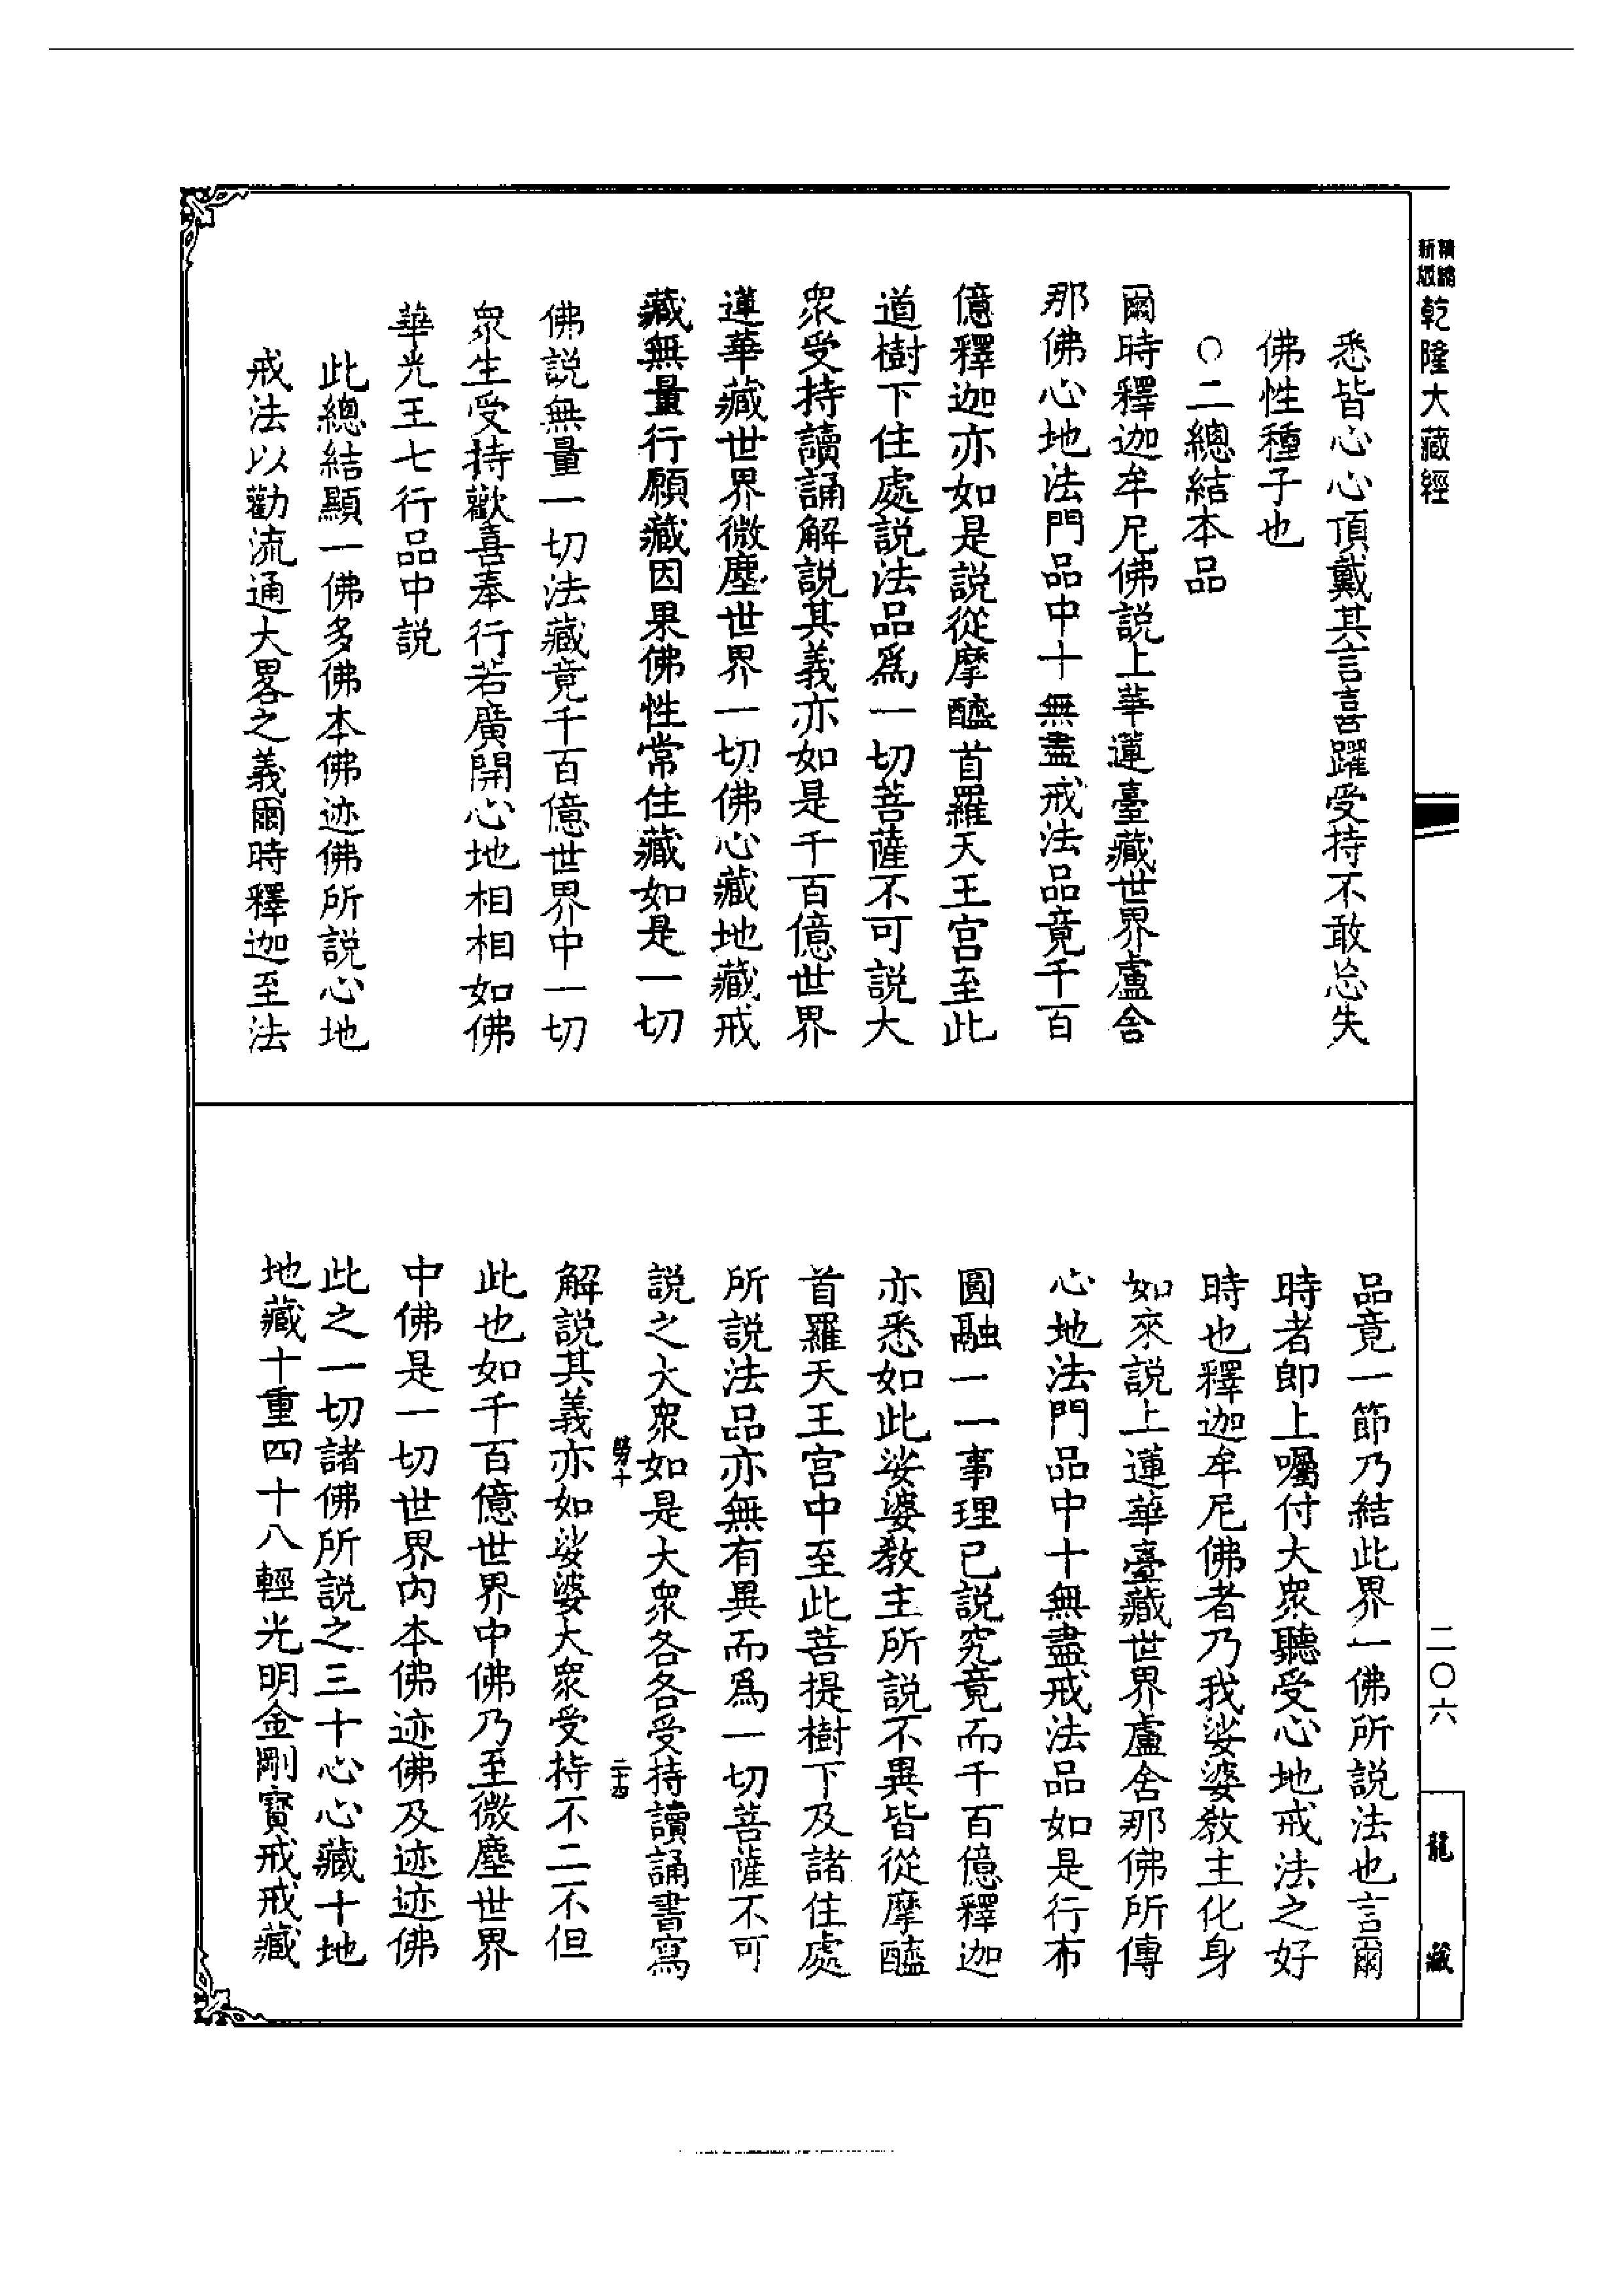 新版
精縮
乾隆大藏經
悉皆心心頂戴其言喜躍受持不敢忘失
佛性種子也
○二總結本品
爾時釋迦牟尼佛説上華蓮臺藏世界盧舍
那佛心地法門品中十無盡戒法品竟千百
億釋迦亦如是説從摩醯首羅天王宮至此
道樹下住處説法品爲一切菩薩不可説大
衆受持讀誦解説其義亦如是千百億世界
蓮華藏世界微塵世界一切佛心藏地藏戒
藏無量行願藏因果佛性常住藏如是一切
佛説無量一切法藏竟千百億世界中一切
衆生受持歡喜奉行若廣開心地相相如佛
華光王七行品中説
此總結顯一佛多佛本佛迹佛所説心地
戒法以勸流通大畧之義爾時釋迦至法
二〇六
龍藏
品竟一節乃結此界一佛所説法也言爾
時者即上囑付大衆聽受心地戒法之好
時也釋迦牟尼佛者乃我娑婆教主化身
如來説上蓮華臺藏世界盧舍那佛所傳
心地法門品中十無盡戒法品如是行布
圓融一一事理已説究竟而千百億釋迦
亦悉如此娑婆教主所説不異皆從摩醯
首羅天王宮中至此菩提樹下及諸住處
所説法品亦無有異而爲一切菩薩不可
説之大衆如是大衆各各受持讀誦書寫
二十四
解説其義亦如娑婆大衆受持不二不但
此也如千百億世界中佛乃至微塵世界
中佛是一切世界内本佛迹佛及迹迹佛
此之一切諸佛所説之三十心心藏十地
地藏十重四十八輕光明金剛寶戒戒藏